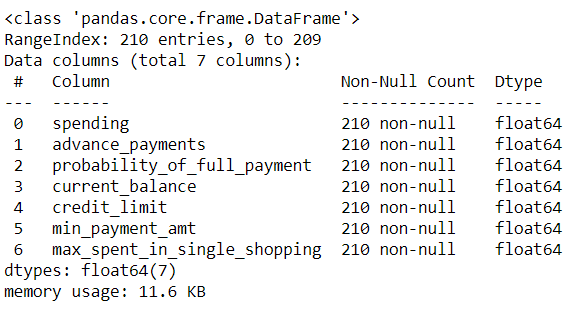 <class 'pandas.core.frame.DataFrame'>
RangeIndex: 210 entries, 0 to 209
Data columns (total 7 columns):
 #   Column                        Non-Null Count  Dtype
---  ------                        --------------  -----
 0   spending                      210 non-null    float64
 1   advance_payments              210 non-null    float64
 2   probability_of_full_payment   210 non-null    float64
 3   current_balance               210 non-null    float64
 4   credit_limit                  210 non-null    float64
 5   min_payment_amt               210 non-null    float64
 6   max_spent_in_single_shopping  210 non-null    float64
dtypes: float64(7)
memory usage: 11.6 KB